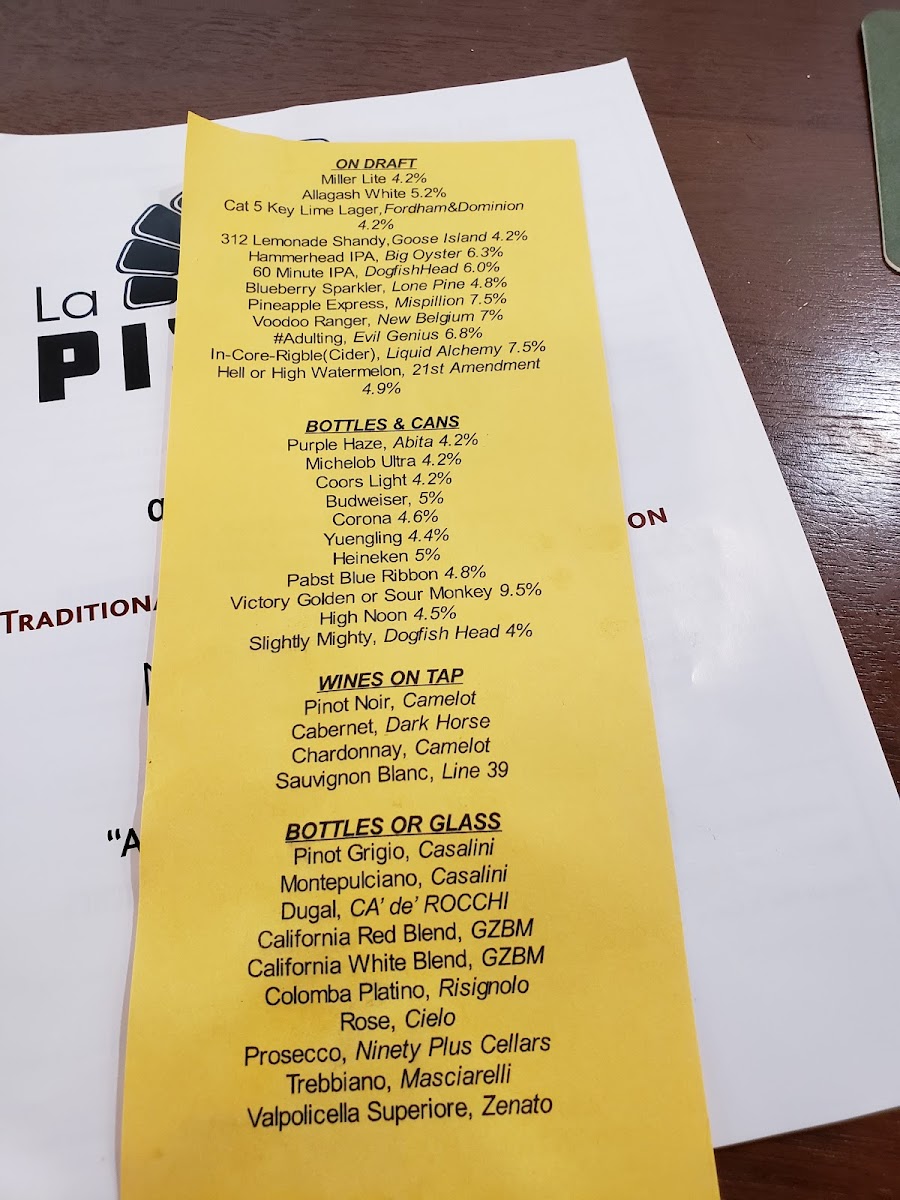 ON DRAFT
Miller Lite 4.2%
Allagash White 5.2%
Cat 5 Key Lime Lager, Fordham&Dominion
4.2%
312 Lemonade Shandy, Goose Island 4.2%
Hammerhead IPA, Big Oyster 6.3%
60 Minute IPA, DogfishHead 6.0%
Blueberry Sparkler, Lone Pine 4.8%
Pineapple Express, Mispillion 7.5%
Voodoo Ranger, New Belgium 7%
#Adulting, Evil Genius 6.8%
In-Core-Rigble(Cider), Liquid Alchemy 7.5%
Hell or High Watermelon, 21st Amendment
4.9%
BOTTLES & CANS
Purple Haze, Abita 4.2%
Michelob Ultra 4.2%
Coors Light 4.2%
Budweiser, 5%
Corona 4.6%
Yuengling 4.4%
Heineken 5%
Pabst Blue Ribbon 4.8%
Victory Golden or Sour Monkey 9.5%
High Noon 4.5%
Slightly Mighty, Dogfish Head 4%
WINES ON TAP
Pinot Noir, Camelot
Cabernet, Dark Horse
Chardonnay, Camelot
Sauvignon Blanc, Line 39
BOTTLES OR GLASS
Pinot Grigio, Casalini
Montepulciano, Casalini
Dugal, CA' de' ROCCHI
California Red Blend, GZBM
California White Blend, GZBM
Colomba Platino, Risignolo
Rose, Cielo
Prosecco, Ninety Plus Cellars
Trebbiano, Masciarelli
Valpolicella Superiore, Zenato
La